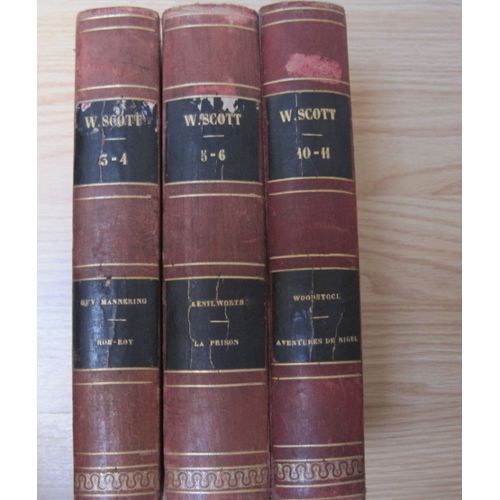 W. SCOTT
3-4
GUY MANNERING
ROB-ROY
W. SCOTT
5-6
KENILWORTH
LA PRISON
W. SCOTT
10-11
WOODSTOCK
AVENTURES DE NIGEL